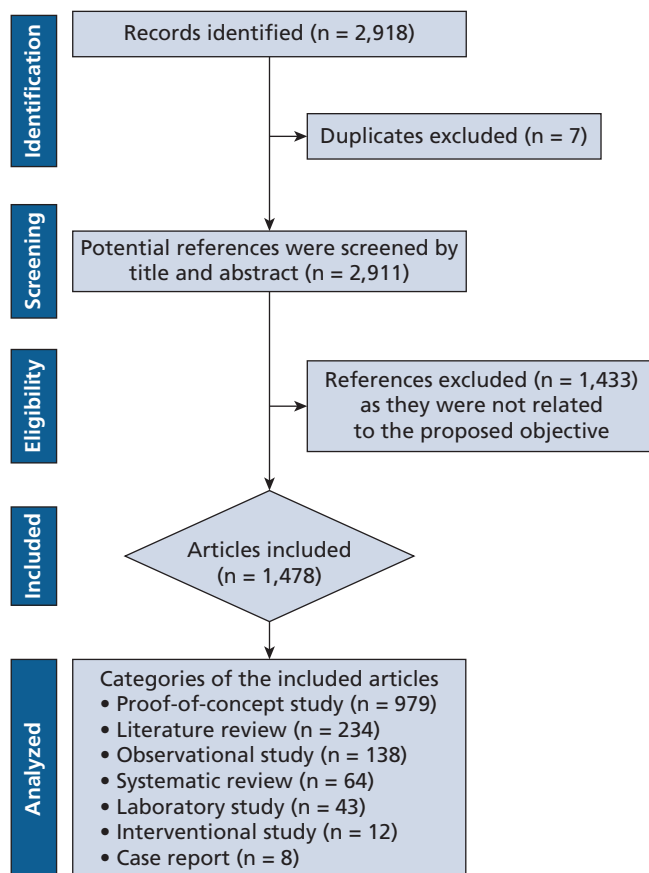 Identification
Records identified (n = 2,918)
Duplicates excluded (n = 7)
Screening
Potential references were screened by
title and abstract (n = 2,911)
Eligibility
References excluded (n = 1,433)
as they were not related
to the proposed objective
Included
Articles included
(n = 1,478)
Analyzed
Categories of the included articles
• Proof-of-concept study (n = 979)
• Literature review (n = 234)
• Observational study (n = 138)
• Systematic review (n = 64)
• Laboratory study (n = 43)
• Interventional study (n = 12)
• Case report (n = 8)